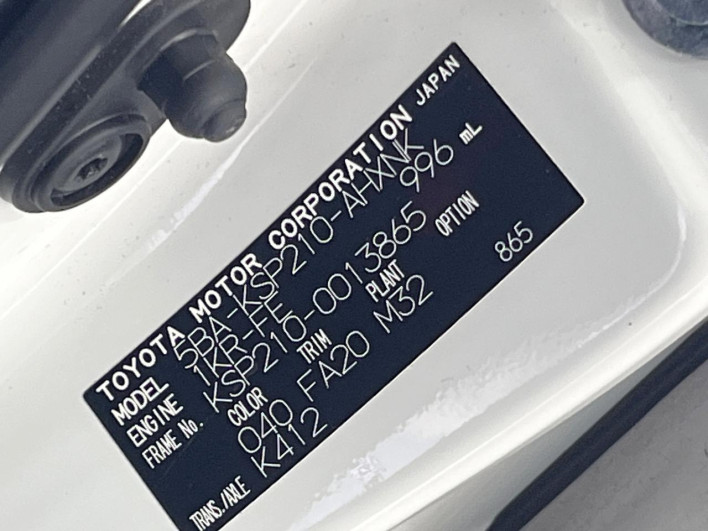 TOYOTA MOTOR CORPORATION JAPAN
MODEL 5BA-KSP210-AHXNK
ENGINE 1KR-FE 996 mL
FRAME No. KSP210-0013865
COLOR TRIM PLANT OPTION
040 FA20 M32 865
TRANS./AXLE K412